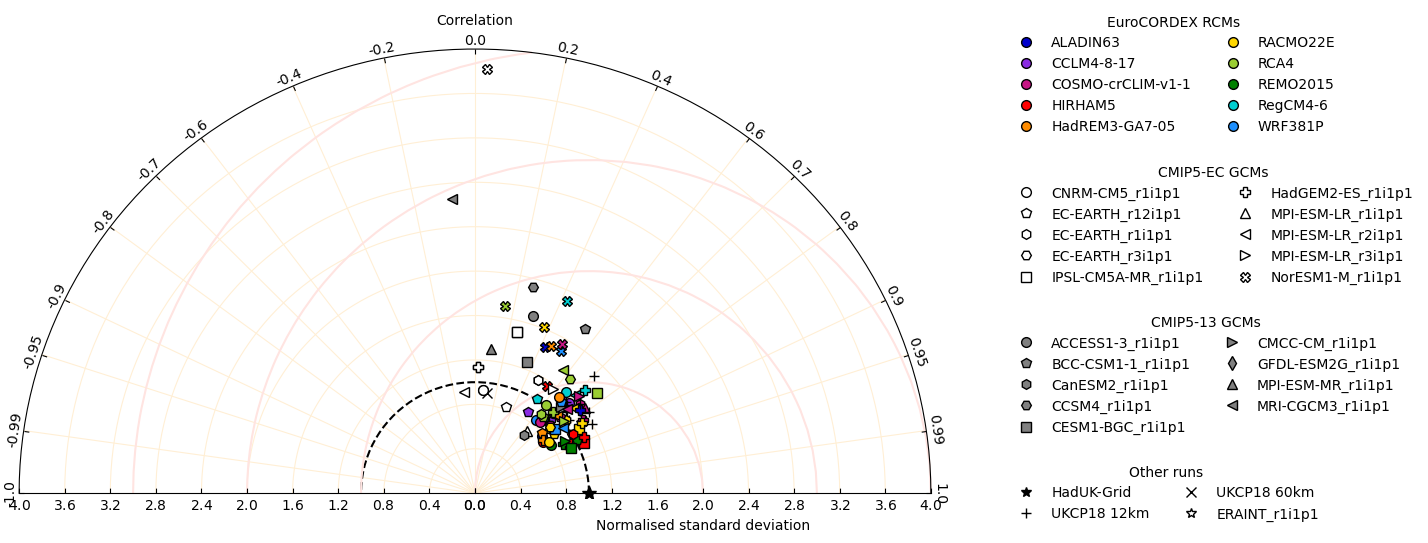 Correlation
-0.2 0.0 0.2
-0.4 0.4
-0.6 0.6
-0.7 0.7
-0.8 0.8
-0.9 0.9
-0.95 0.95
-0.99 0.99
1.0 1.0
4.0 3.6 3.2 2.8 2.4 2.0 1.6 1.2 0.8 0.4 0.0 0.0 0.4 0.8 1.2 1.6 2.0 2.4 2.8 3.2 3.6 4.0
Normalised standard deviation
EuroCORDEX RCMs
ALADIN63 RACMO22E
CCLM4-8-17 RCA4
COSMO-crCLIM-v1-1 REMO2015
HIRHAM5 RegCM4-6
HadREM3-GA7-05 WRF381P
CMIP5-EC GCMs
CNRM-CM5_r1i1p1 HadGEM2-ES_r1i1p1
EC-EARTH_r12i1p1 MPI-ESM-LR_r1i1p1
EC-EARTH_r1i1p1 MPI-ESM-LR_r2i1p1
EC-EARTH_r3i1p1 MPI-ESM-LR_r3i1p1
IPSL-CM5A-MR_r1i1p1 NorESM1-M_r1i1p1
CMIP5-13 GCMs
ACCESS1-3_r1i1p1 CMCC-CM_r1i1p1
BCC-CSM1-1_r1i1p1 GFDL-ESM2G_r1i1p1
CanESM2_r1i1p1 MPI-ESM-MR_r1i1p1
CCSM4_r1i1p1 MRI-CGCM3_r1i1p1
CESM1-BGC_r1i1p1
Other runs
HadUK-Grid UKCP18 60km
UKCP18 12km ERAINT_r1i1p1